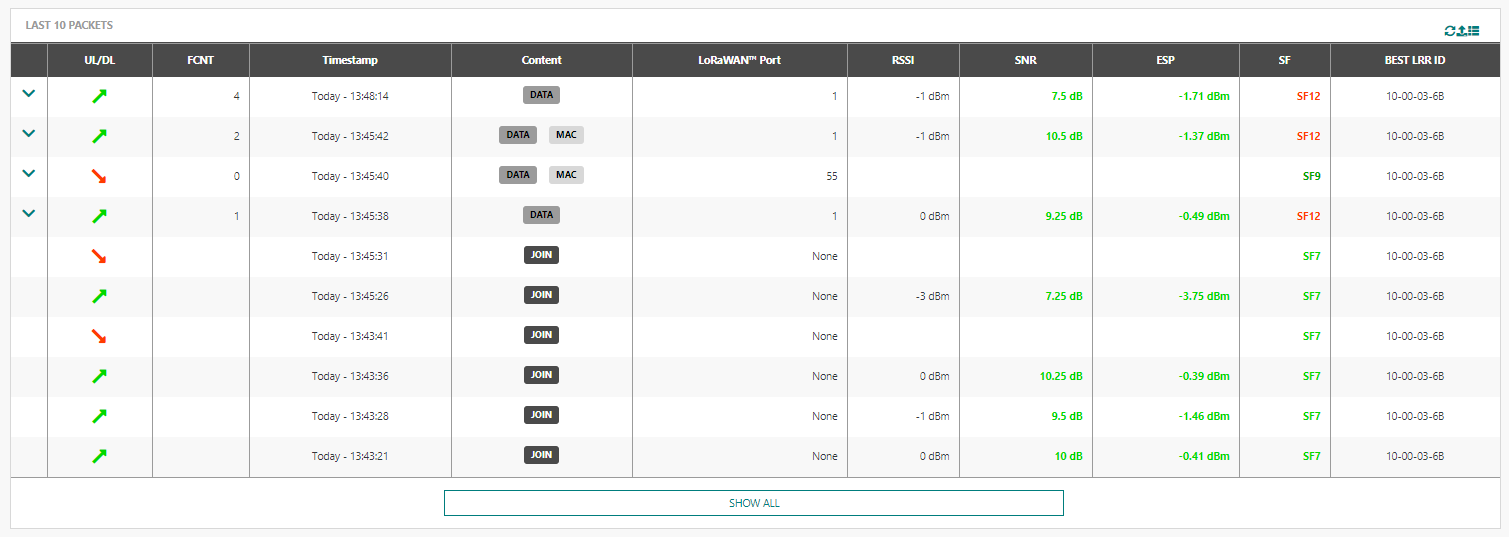 LAST 10 PACKETS
UL/DL FCNT Timestamp Content LoRaWAN™ Port RSSI SNR ESP SF BEST LRR ID
4 Today - 13:48:14 DATA 1 -1 dBm 7.5 dB -1.71 dBm SF12 10-00-03-6B
2 Today - 13:45:42 DATA MAC 1 -1 dBm 10.5 dB -1.37 dBm SF12 10-00-03-6B
0 Today - 13:45:40 DATA MAC 55 SF9 10-00-03-6B
1 Today - 13:45:38 DATA 1 0 dBm 9.25 dB -0.49 dBm SF12 10-00-03-6B
Today - 13:45:31 JOIN None SF7 10-00-03-6B
Today - 13:45:26 JOIN None -3 dBm 7.25 dB -3.75 dBm SF7 10-00-03-6B
Today - 13:43:41 JOIN None SF7 10-00-03-6B
Today - 13:43:36 JOIN None 0 dBm 10.25 dB -0.39 dBm SF7 10-00-03-6B
Today - 13:43:28 JOIN None -1 dBm 9.5 dB -1.46 dBm SF7 10-00-03-6B
Today - 13:43:21 JOIN None 0 dBm 10 dB -0.41 dBm SF7 10-00-03-6B
SHOW ALL